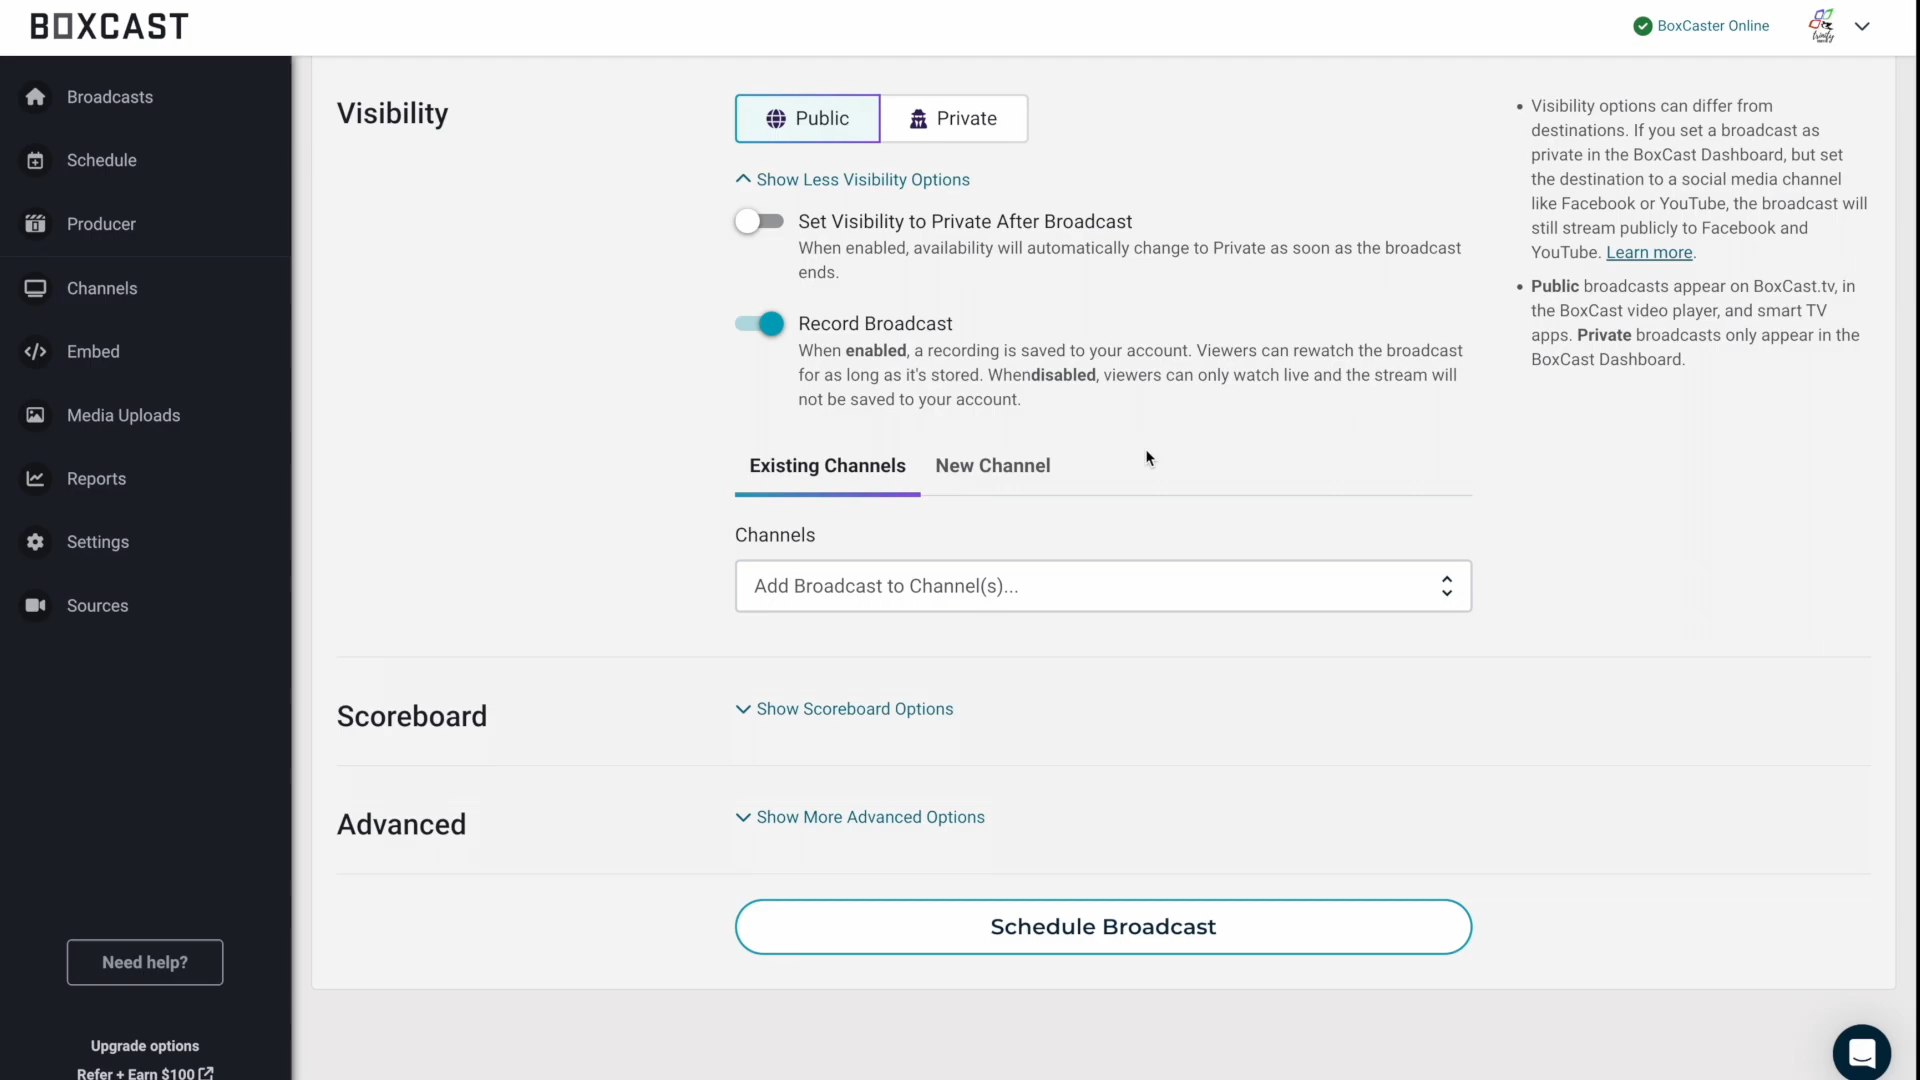 BOXCAST
BoxCaster Online
trinity
Broadcasts
Schedule
Producer
Channels
Embed
Media Uploads
Reports
Settings
Sources
Need help?
Upgrade options
Refer + Earn $100
Visibility
Public
Private
Show Less Visibility Options
Set Visibility to Private After Broadcast
When enabled, availability will automatically change to Private as soon as the broadcast
ends.
Record Broadcast
When enabled, a recording is saved to your account. Viewers can rewatch the broadcast
for as long as it's stored. Whendisabled, viewers can only watch live and the stream will
not be saved to your account.
Existing Channels
New Channel
Channels
Add Broadcast to Channel(s)...
• Visibility options can differ from
destinations. If you set a broadcast as
private in the BoxCast Dashboard, but set
the destination to a social media channel
like Facebook or YouTube, the broadcast will
still stream publicly to Facebook and
YouTube. Learn more.
• Public broadcasts appear on BoxCast.tv, in
the BoxCast video player, and smart TV
apps. Private broadcasts only appear in the
BoxCast Dashboard.
Scoreboard
Show Scoreboard Options
Advanced
Show More Advanced Options
Schedule Broadcast